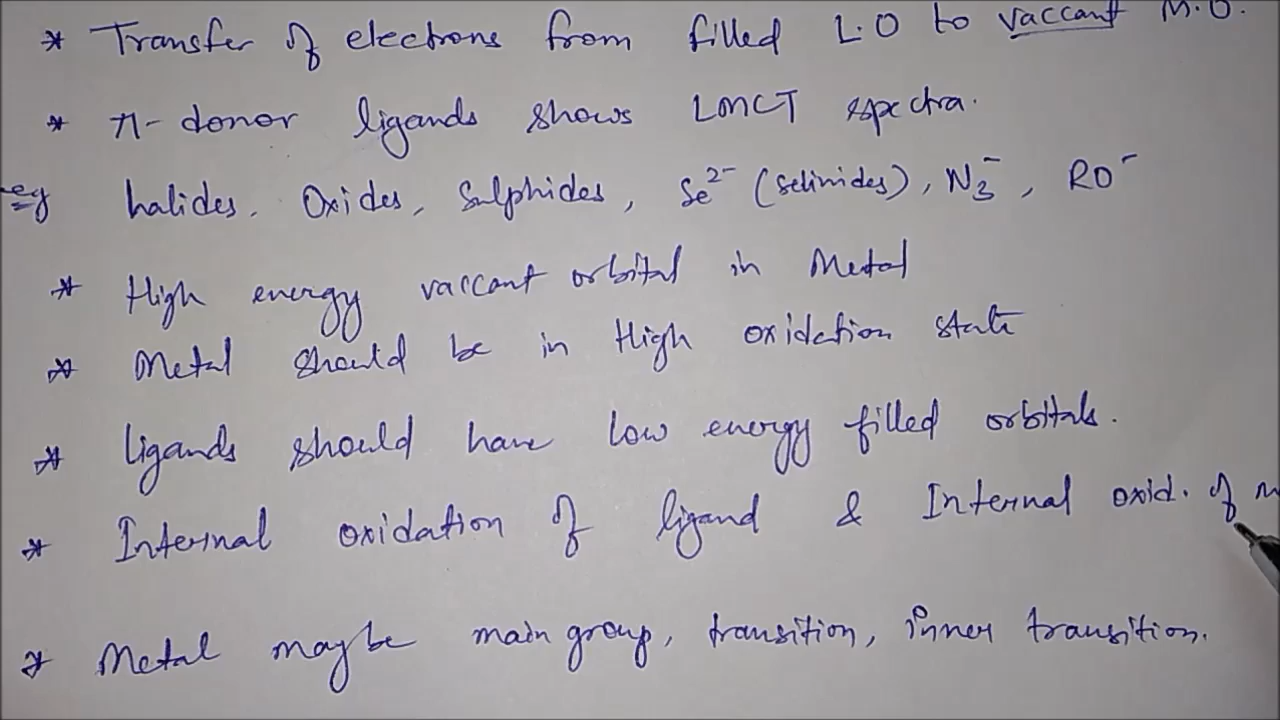 * Transfer of electrons from filled L.O to vaccant M.O.
* π-donor ligands shows LMCT spectra.
eg halides, Oxides, Sulphides, Se²⁻ (Selinides), N₃⁻, RO⁻
* High energy vaccant orbital in Metal
* Metal should be in High oxidation state
* ligands should have low energy filled orbitals.
* Internal oxidation of ligand & Internal oxid. of
* Metal maybe main group, transition, inner transition.